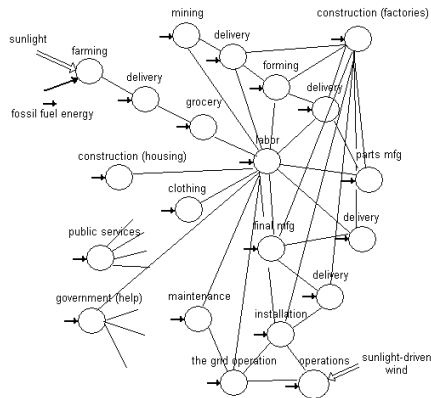 mining
construction (factories)
sunlight
delivery
farming
forming
delivery
delivery
grocery
fossil fuel energy
labor
construction (housing)
parts mfg
clothing
final mfg
delivery
public services
delivery
government (help)
maintenance
installation
the grid operation
operations
sunlight-driven
wind